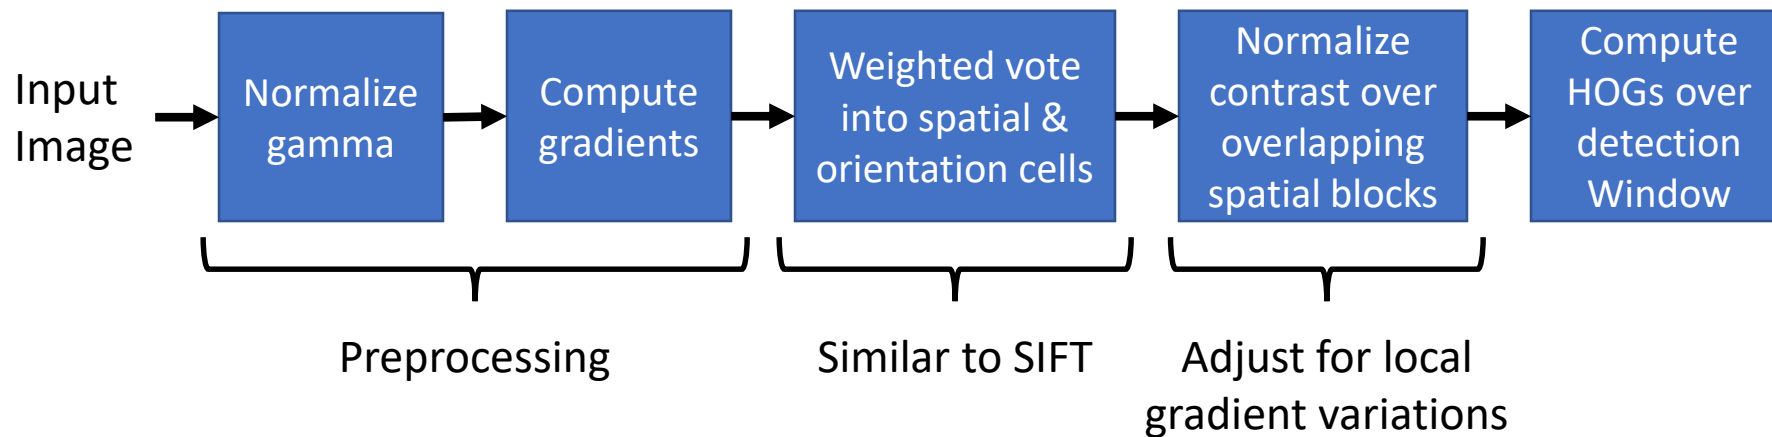 Input
Image
Normalize
gamma
Compute
gradients
Weighted vote
into spatial &
orientation cells
Normalize
contrast over
overlapping
spatial blocks
Compute
HOGs over
detection
Window
Preprocessing
Similar to SIFT
Adjust for local
gradient variations